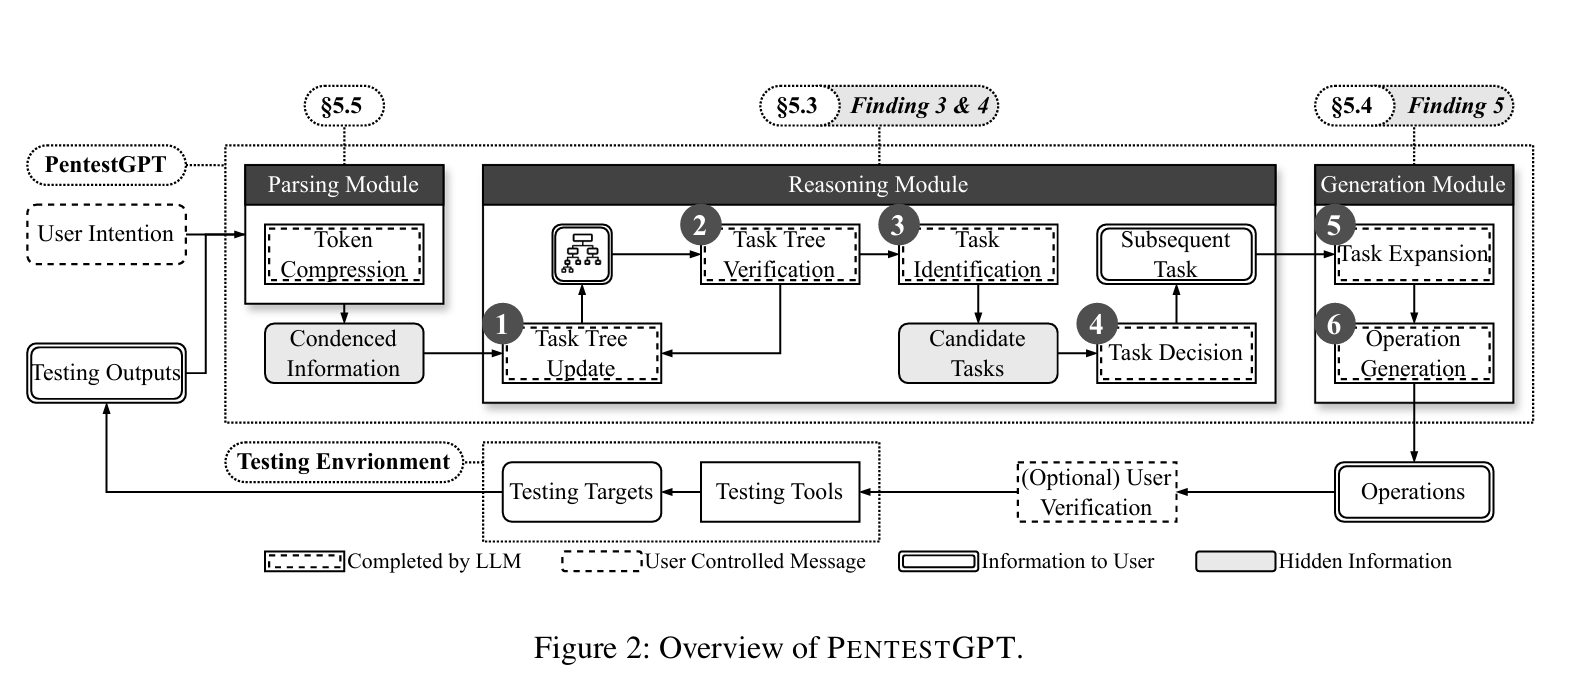 §5.5
§5.3
Finding 3 & 4
§5.4
Finding 5
PentestGPT
User Intention
Testing Outputs
Parsing Module
Token
Compression
Condenced
Information
Reasoning Module
1
Task Tree
Update
2
Task Tree
Verification
3
Task
Identification
Candidate
Tasks
4
Task Decision
Subsequent
Task
Generation Module
5
Task Expansion
6
Operation
Generation
Operations
(Optional) User
Verification
Testing Envrionment
Testing Tools
Testing Targets
Completed by LLM
User Controlled Message
Information to User
Hidden Information
Figure 2: Overview of PENTESTGPT.